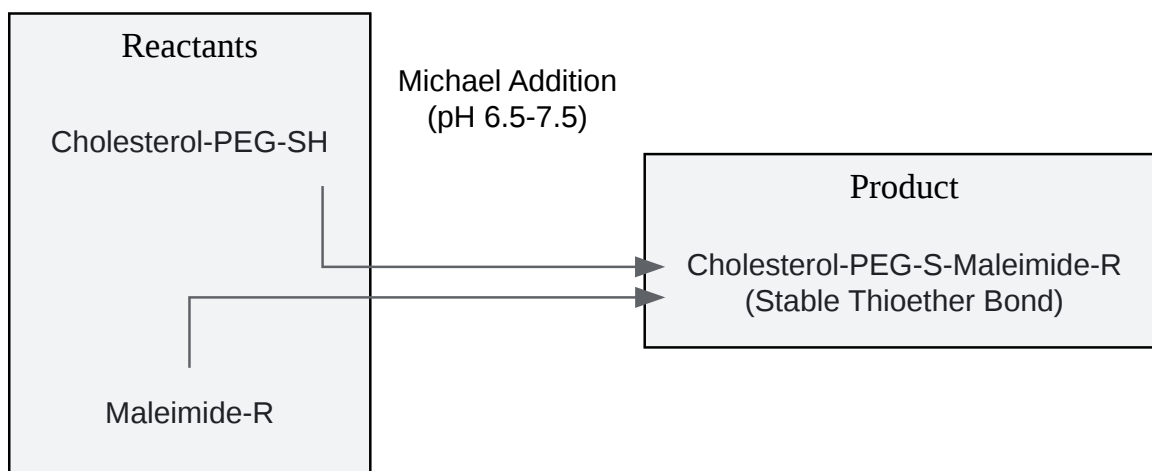 Reactants
Cholesterol-PEG-SH
Maleimide-R
Michael Addition
(pH 6.5-7.5)
Product
Cholesterol-PEG-S-Maleimide-R
(Stable Thioether Bond)